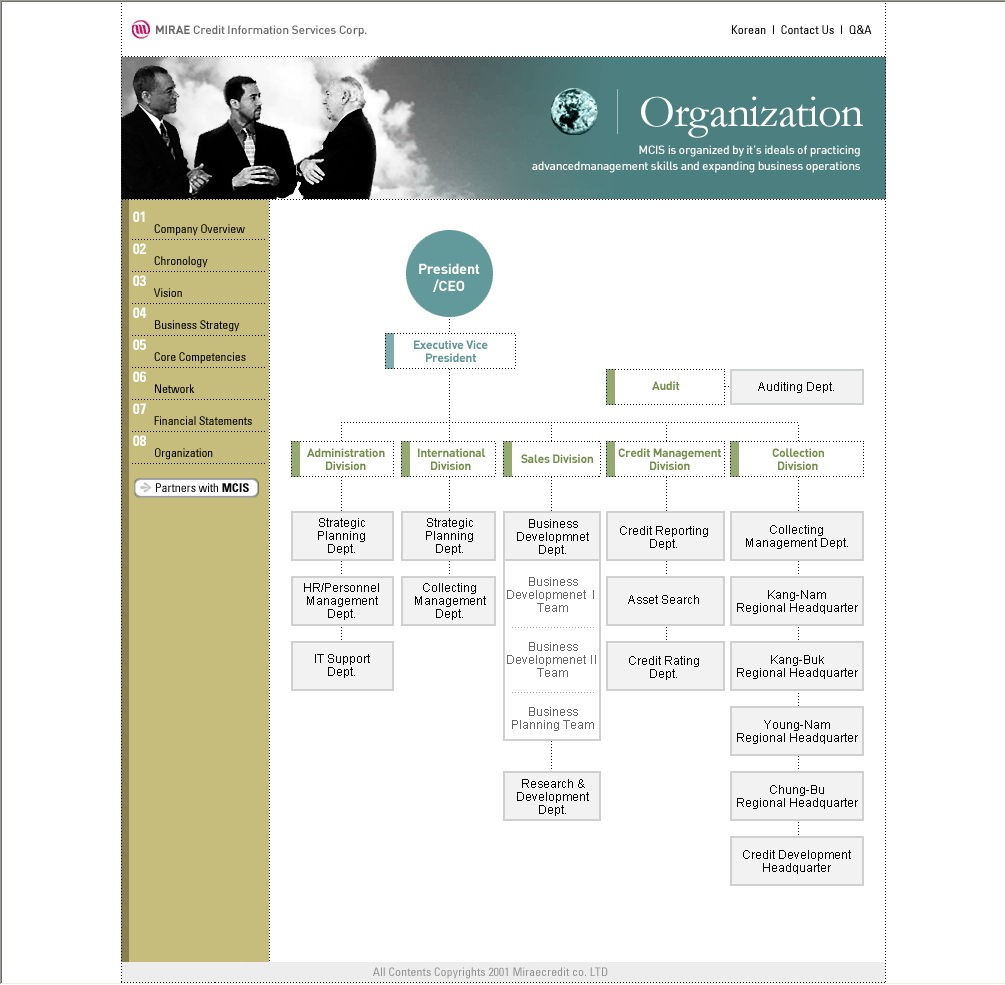 MIRAE Credit Information Services Corp.
Korean | Contact Us | Q&A
Organization
MCIS is organized by it's ideals of practicing
advancedmanagement skills and expanding business operations
01
Company Overview
02
Chronology
03
Vision
04
Business Strategy
05
Core Competencies
06
Network
07
Financial Statements
08
Organization
Partners with MCIS
President
/CEO
Executive Vice
President
Audit
Auditing Dept.
Administration
Division
International
Division
Sales Division
Credit Management
Division
Collection
Division
Strategic
Planning
Dept.
HR/Personnel
Management
Dept.
IT Support
Dept.
Strategic
Planning
Dept.
Collecting
Management
Dept.
Business
Developmnet
Dept.
Business
Developmenet I
Team
Business
Developmenet II
Team
Business
Planning Team
Research &
Development
Dept.
Credit Reporting
Dept.
Asset Search
Credit Rating
Dept.
Collecting
Management Dept.
Kang-Nam
Regional Headquarter
Kang-Buk
Regional Headquarter
Young-Nam
Regional Headquarter
Chung-Bu
Regional Headquarter
Credit Development
Headquarter
All Contents Copyrights 2001 Miraecredit co. LTD